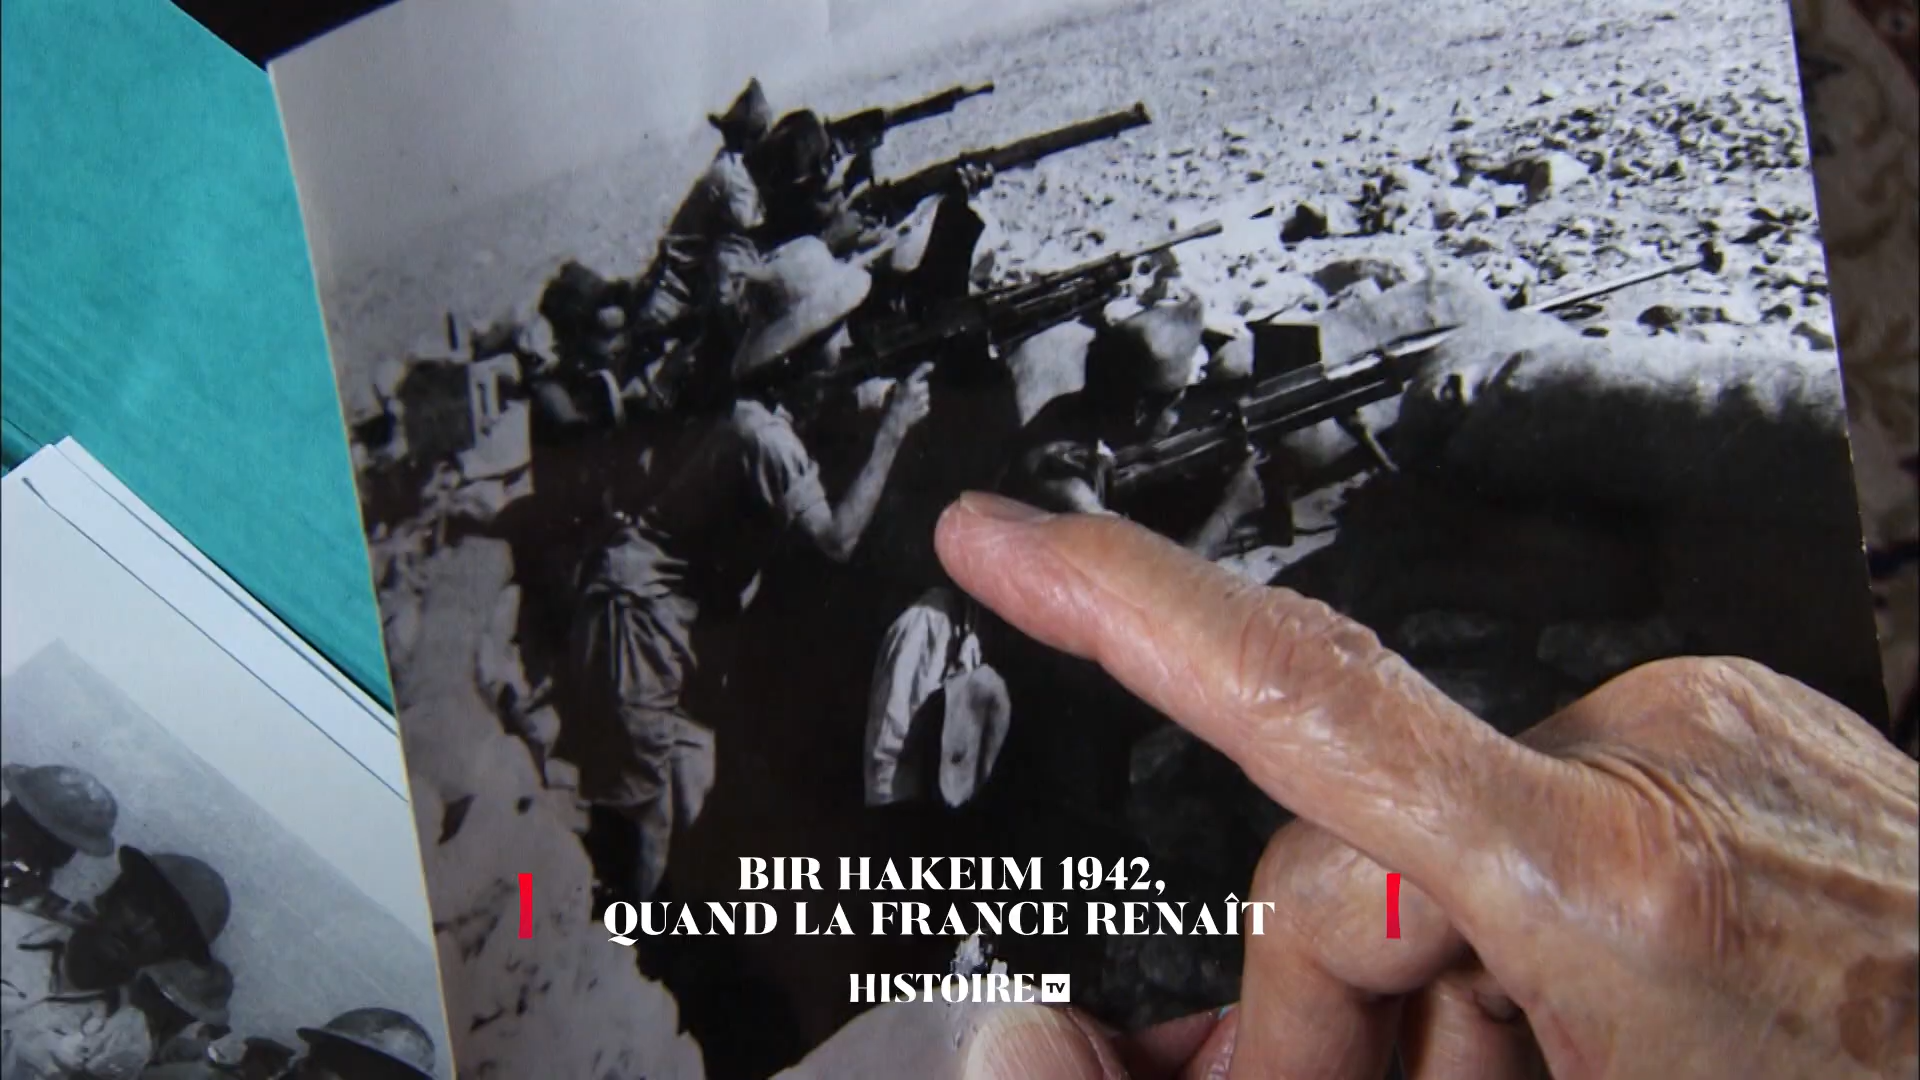 BIR HAKEIM 1942,
QUAND LA FRANCE RENAÎT
HISTOIRE TV